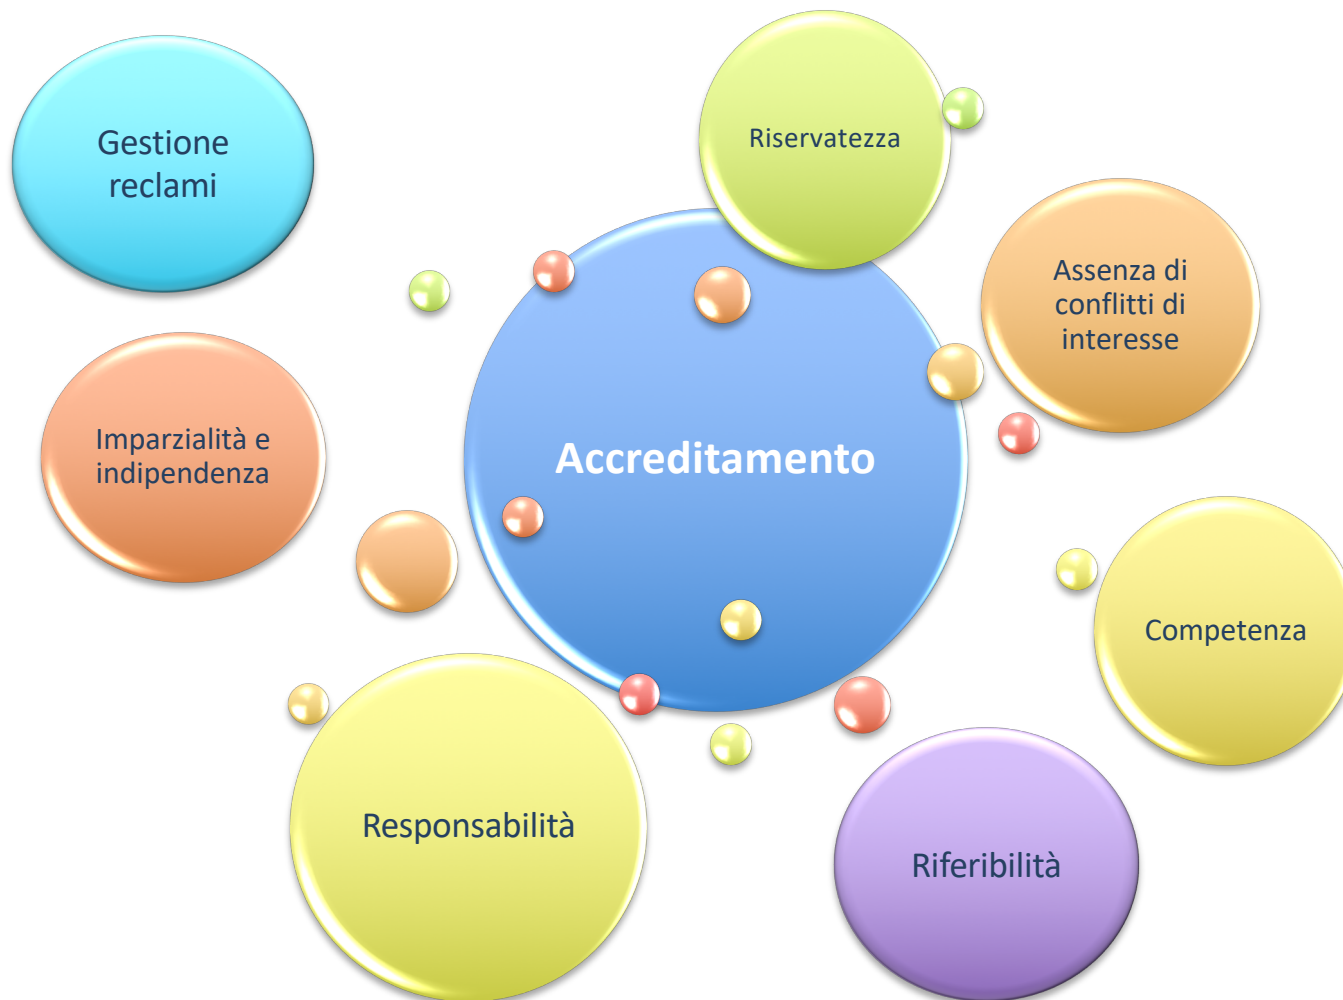 Gestione
reclami
Riservatezza
Assenza di
conflitti di
interesse
Imparzialità e
indipendenza
Accreditamento
Competenza
Responsabilità
Riferibilità